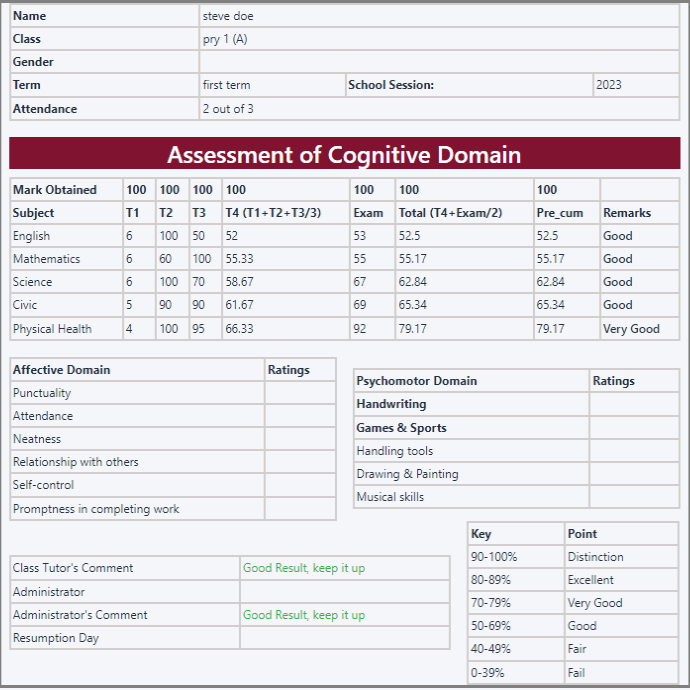 Name steve doe
Class pry 1 (A)
Gender
Term first term School Session: 2023
Attendance 2 out of 3
Assessment of Cognitive Domain
Mark Obtained 100 100 100 100 100 100 100
Subject T1 T2 T3 T4 (T1+T2+T3/3) Exam Total (T4+Exam/2) Pre_cum Remarks
English 6 100 50 52 53 52.5 52.5 Good
Mathematics 6 60 100 55.33 55 55.17 55.17 Good
Science 6 100 70 58.67 67 62.84 62.84 Good
Civic 5 90 90 61.67 69 65.34 65.34 Good
Physical Health 4 100 95 66.33 92 79.17 79.17 Very Good
Affective Domain Ratings
Punctuality
Attendance
Neatness
Relationship with others
Self-control
Promptness in completing work
Psychomotor Domain Ratings
Handwriting
Games & Sports
Handling tools
Drawing & Painting
Musical skills
Class Tutor's Comment Good Result, keep it up
Administrator
Administrator's Comment Good Result, keep it up
Resumption Day
Key Point
90-100% Distinction
80-89% Excellent
70-79% Very Good
50-69% Good
40-49% Fair
0-39% Fail